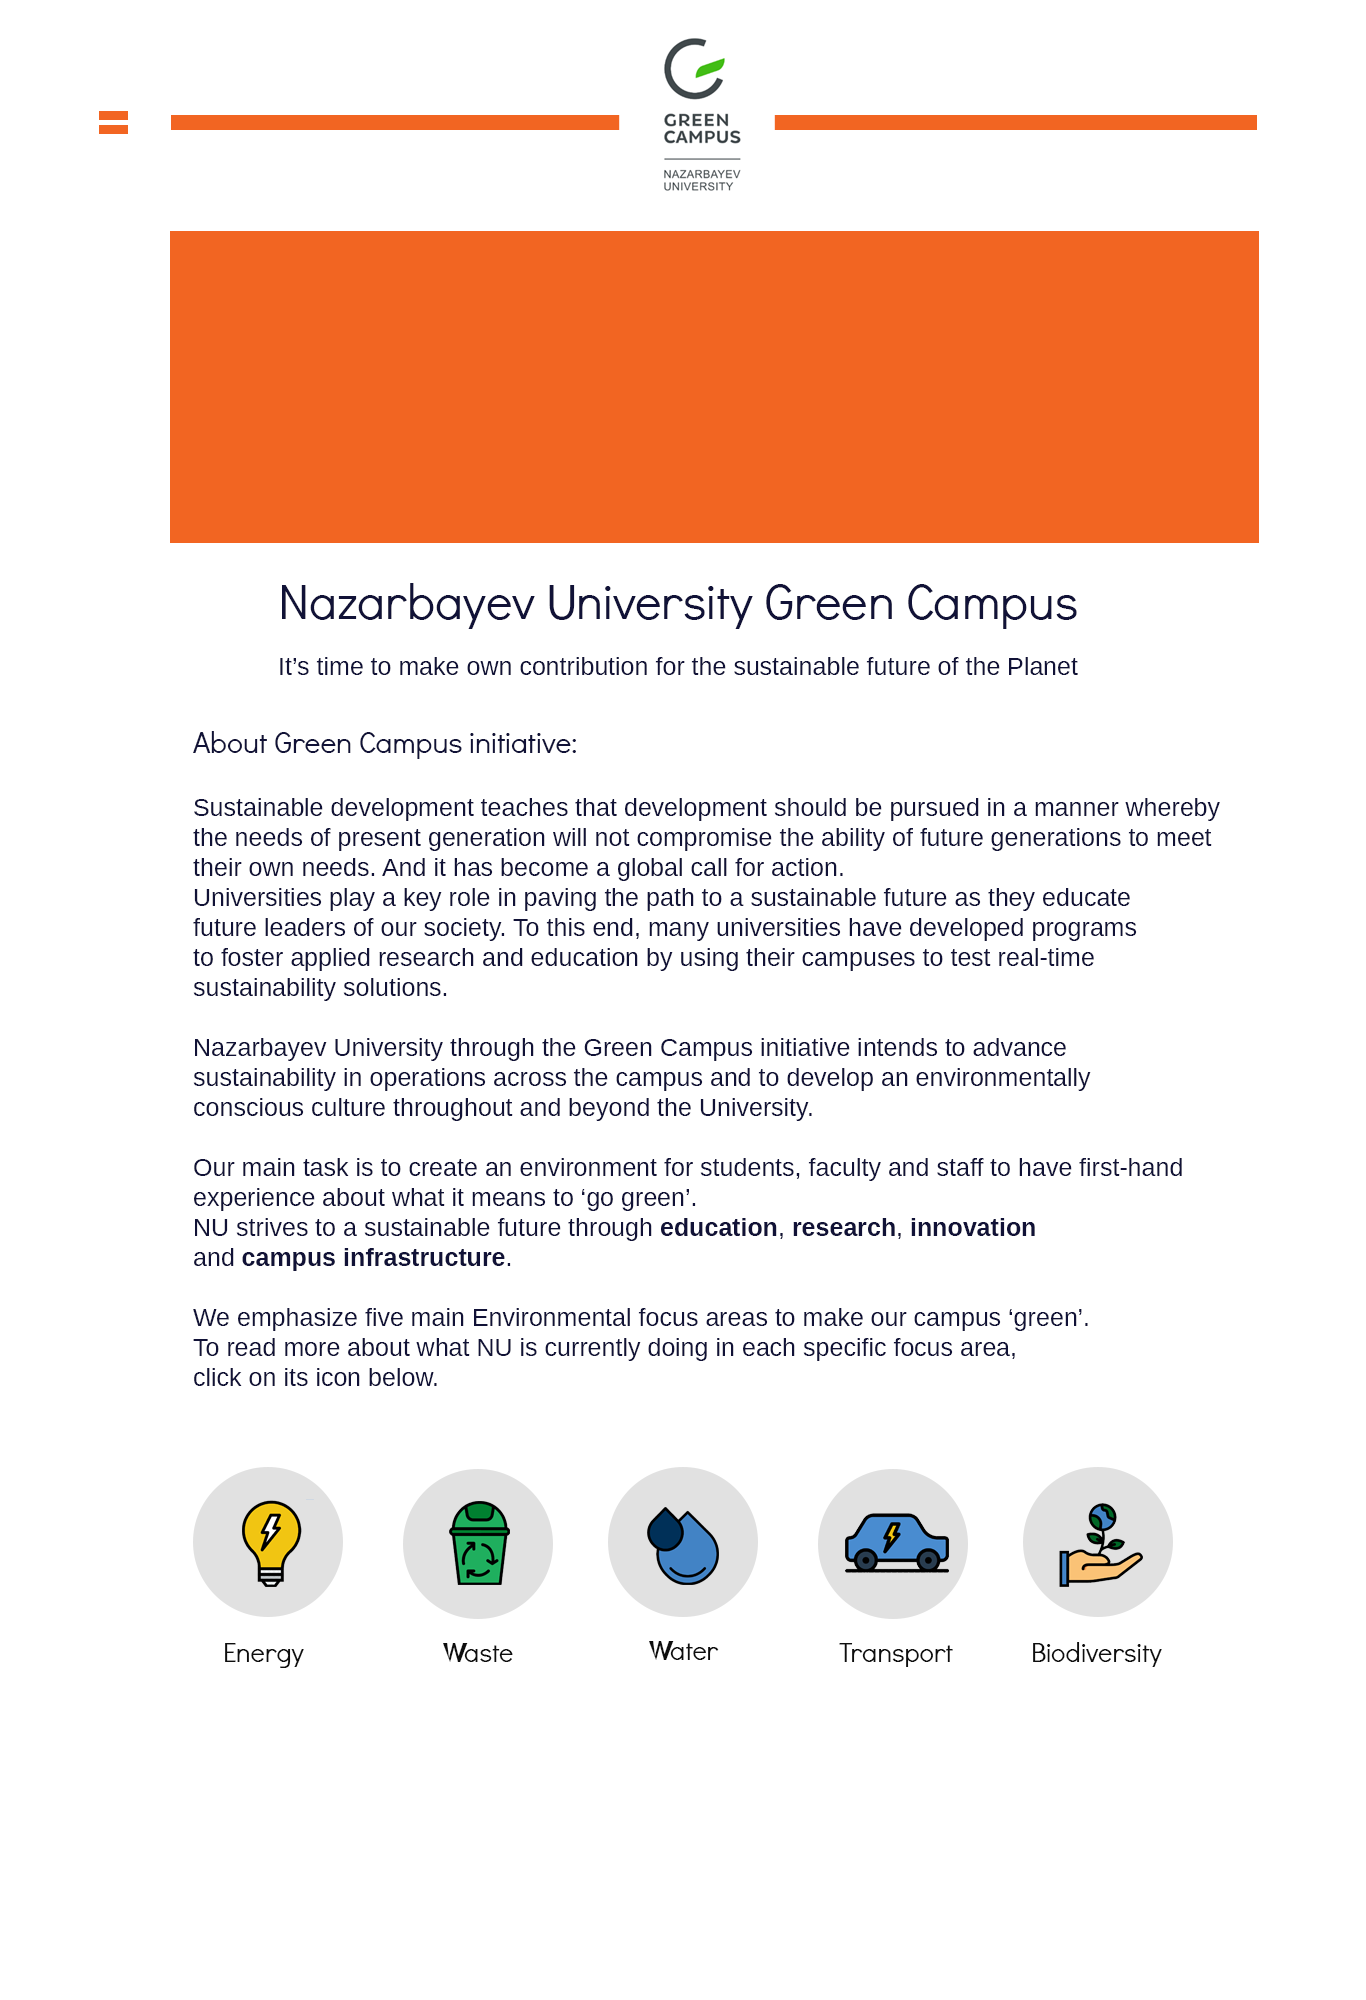 GREEN
CAMPUS
NAZARBAYEV
UNIVERSITY
Nazarbayev University Green Campus
It’s time to make own contribution for the sustainable future of the Planet
About Green Campus initiative:
Sustainable development teaches that development should be pursued in a manner whereby
the needs of present generation will not compromise the ability of future generations to meet
their own needs. And it has become a global call for action.
Universities play a key role in paving the path to a sustainable future as they educate
future leaders of our society. To this end, many universities have developed programs
to foster applied research and education by using their campuses to test real-time
sustainability solutions.
Nazarbayev University through the Green Campus initiative intends to advance
sustainability in operations across the campus and to develop an environmentally
conscious culture throughout and beyond the University.
Our main task is to create an environment for students, faculty and staff to have first-hand
experience about what it means to ‘go green’.
NU strives to a sustainable future through education, research, innovation
and campus infrastructure.
We emphasize five main Environmental focus areas to make our campus ‘green’.
To read more about what NU is currently doing in each specific focus area,
click on its icon below.
Energy
Waste
Water
Transport
Biodiversity